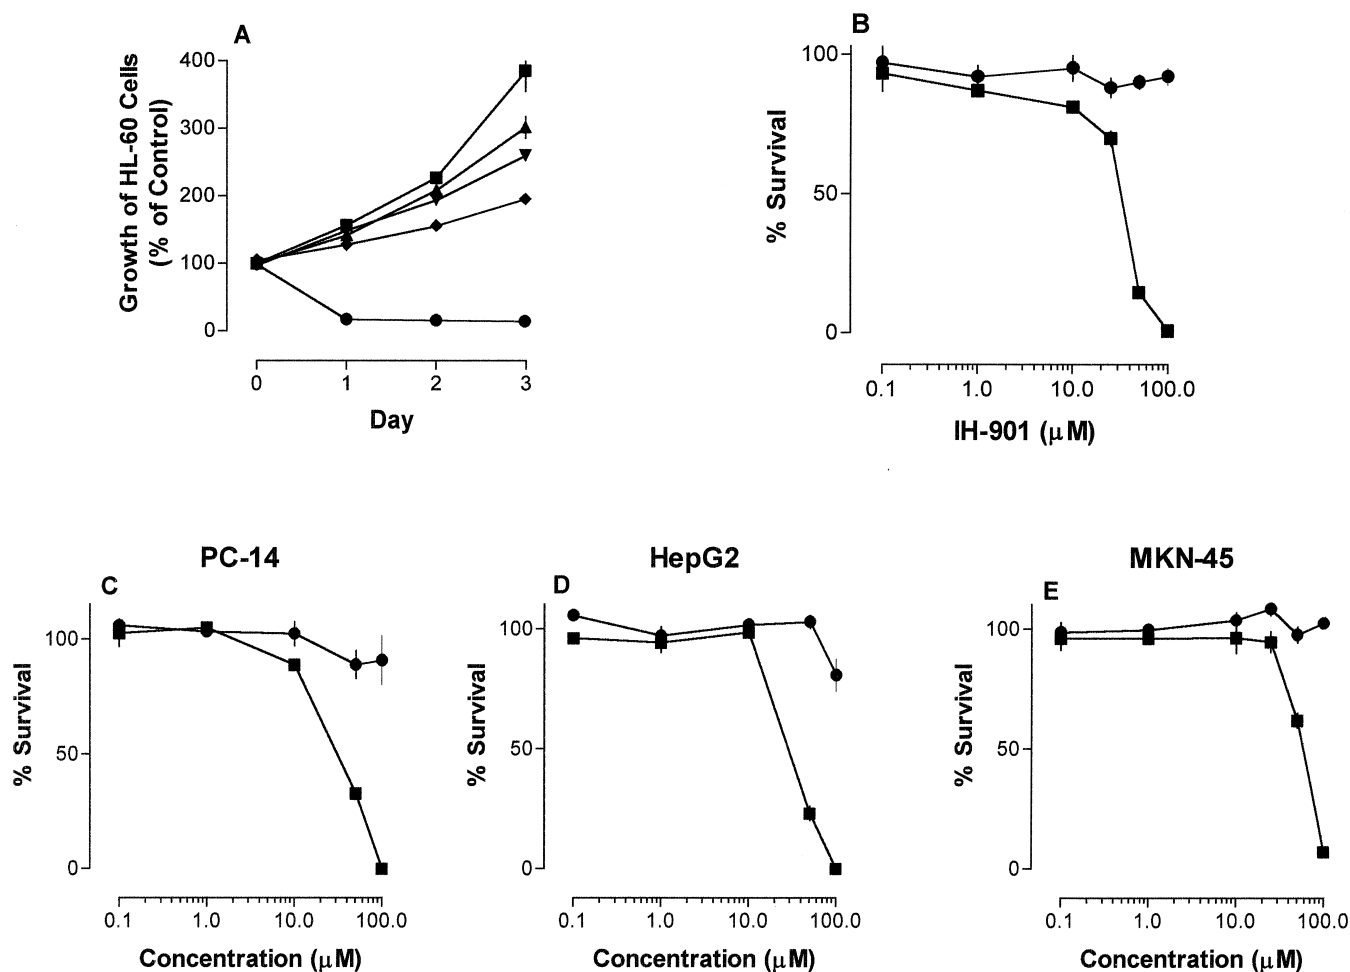 A
Growth of HL-60 Cells
(% of Control)
400
300
200
100
0
0 1 2 3
Day
B
% Survival
100
50
0
0.1 1.0 10.0 100.0
IH-901 (μM)
PC-14
C
% Survival
100
50
0
0.1 1.0 10.0 100.0
Concentration (μM)
HepG2
D
% Survival
100
50
0
0.1 1.0 10.0 100.0
Concentration (μM)
MKN-45
E
% Survival
100
50
0
0.1 1.0 10.0 100.0
Concentration (μM)